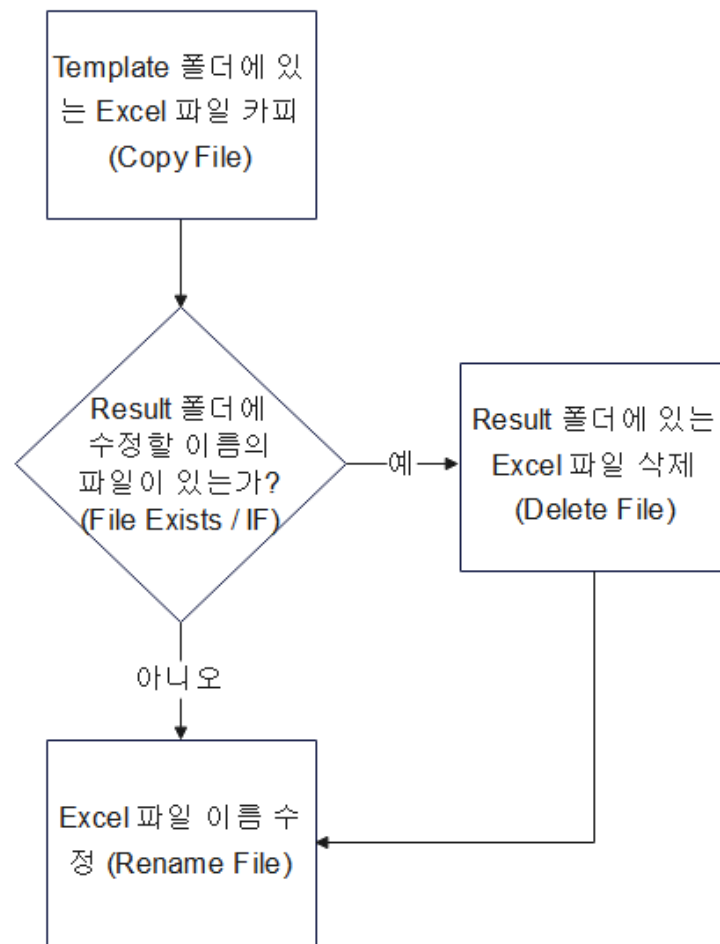 Template 폴더에 있
는 Excel 파일 카피
(Copy File)
Result 폴더에
수정할 이름의
파일이 있는가?
(File Exists / IF)
예
Result 폴더에 있는
Excel 파일 삭제
(Delete File)
아니오
Excel 파일 이름 수
정 (Rename File)